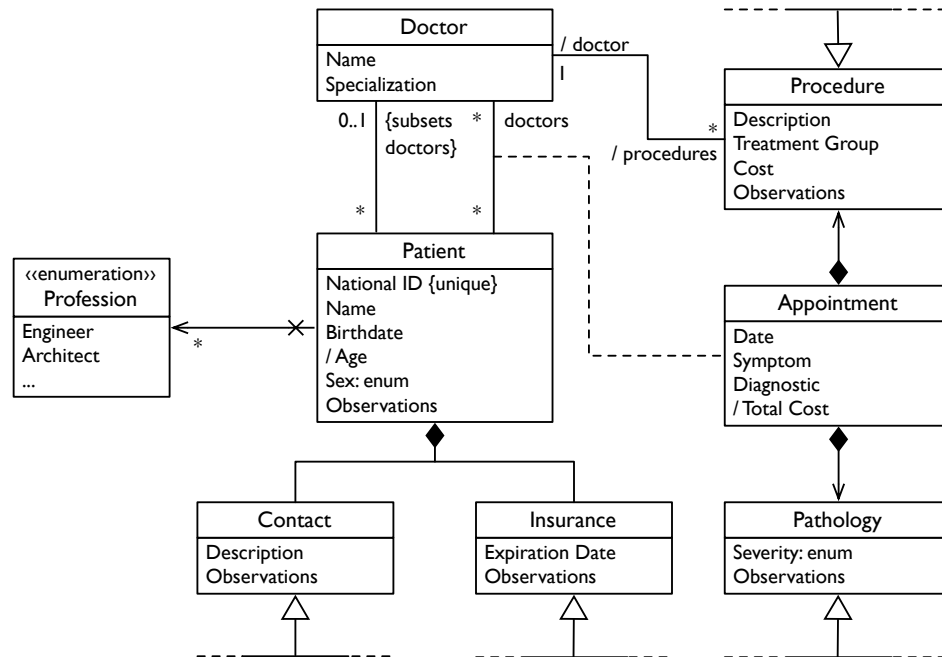 Doctor
Name
Specialization
/ doctor
1
0..1
{subsets
doctors}
*
doctors
*
*
*
/ procedures
Procedure
Description
Treatment Group
Cost
Observations
‹‹enumeration››
Profession
Engineer
Architect
...
*
Patient
National ID {unique}
Name
Birthdate
/ Age
Sex: enum
Observations
Appointment
Date
Symptom
Diagnostic
/ Total Cost
Contact
Description
Observations
Insurance
Expiration Date
Observations
Pathology
Severity: enum
Observations